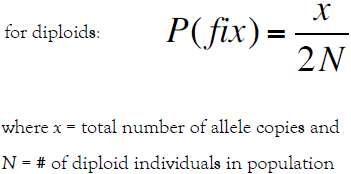 for diploids: P(fix) = x / 2N
where x = total number of allele copies and
N = # of diploid individuals in population